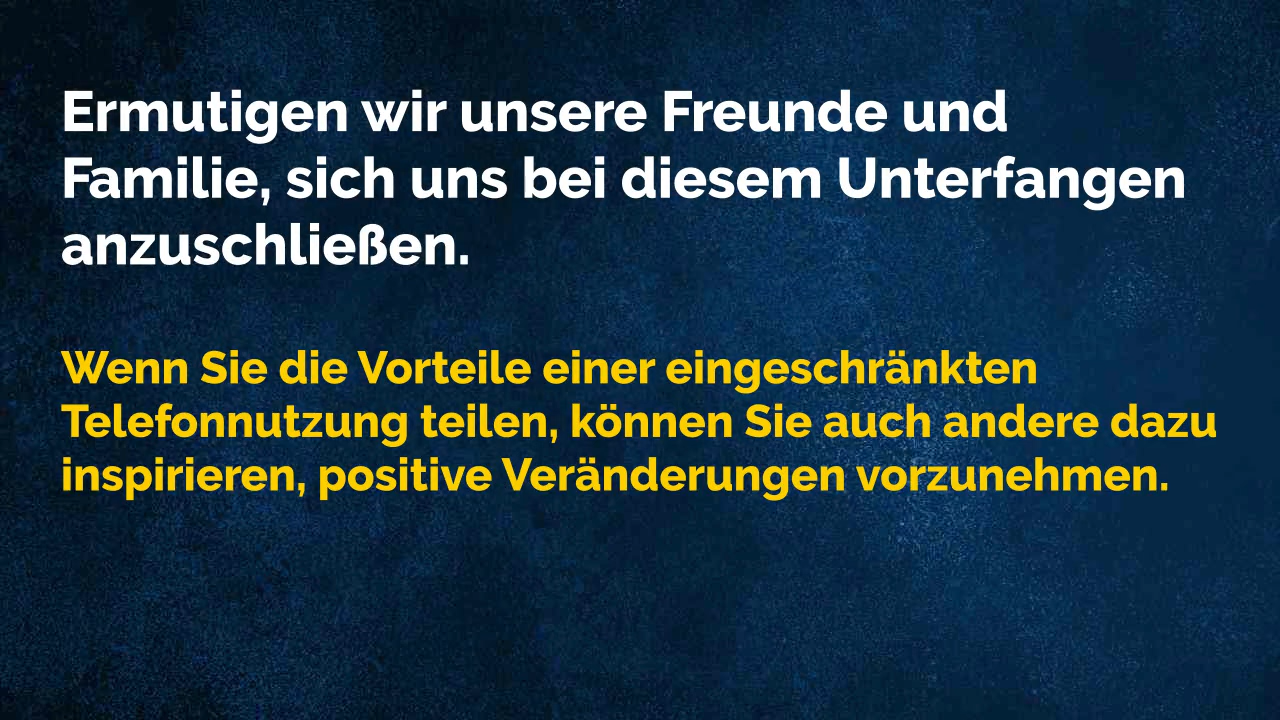 Ermutigen wir unsere Freunde und
Familie, sich uns bei diesem Unterfangen
anzuschließen.
Wenn Sie die Vorteile einer eingeschränkten
Telefonnutzung teilen, können Sie auch andere dazu
inspirieren, positive Veränderungen vorzunehmen.